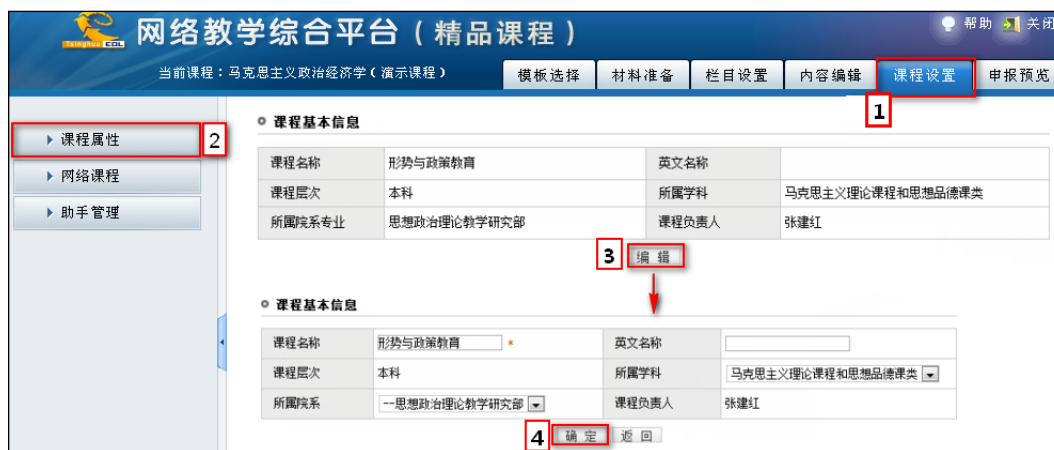 Tsinghua EOL 网络教学综合平台(精品课程) 帮助 关闭
当前课程:马克思主义政治经济学(演示课程) 模板选择 材料准备 栏目设置 内容编辑 课程设置 申报预览
1
课程属性 2
网络课程
助手管理
课程基本信息
课程名称 形势与政策教育 英文名称
课程层次 本科 所属学科 马克思主义理论课程和思想品德课类
所属院系专业 思想政治理论教学研究部 课程负责人 张建红
3 编辑
课程基本信息
课程名称 形势与政策教育 * 英文名称
课程层次 本科 所属学科 马克思主义理论课程和思想品德课类
所属院系 --思想政治理论教学研究部 课程负责人 张建红
4 确定 返回